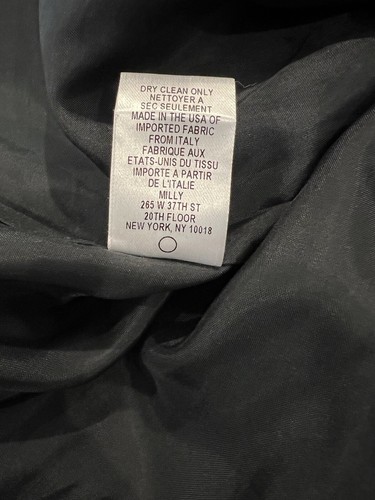 DRY CLEAN ONLY
NETTOYER A
SEC SEULEMENT
MADE IN THE USA OF
IMPORTED FABRIC
FROM ITALY
FABRIQUE AUX
ETATS-UNIS DU TISSU
IMPORTE A PARTIR
DE L'ITALIE
MILLY
265 W 37TH ST
20TH FLOOR
NEW YORK, NY 10018